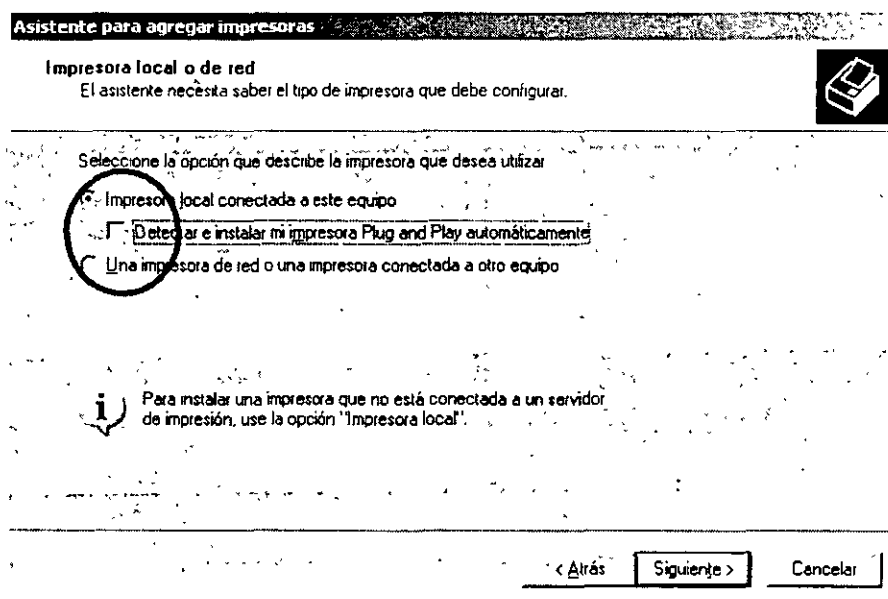 Asistente para agregar impresoras
Impresora local o de red
El asistente necesita saber el tipo de impresora que debe configurar.
Seleccione la opción que describe la impresora que desea utilizar
Impresora local conectada a este equipo
Detectar e instalar mi impresora Plug and Play automáticamente
Una impresora de red o una impresora conectada a otro equipo
Para instalar una impresora que no está conectada a un servidor
de impresión, use la opción "Impresora local".
< Atrás
Siguiente >
Cancelar